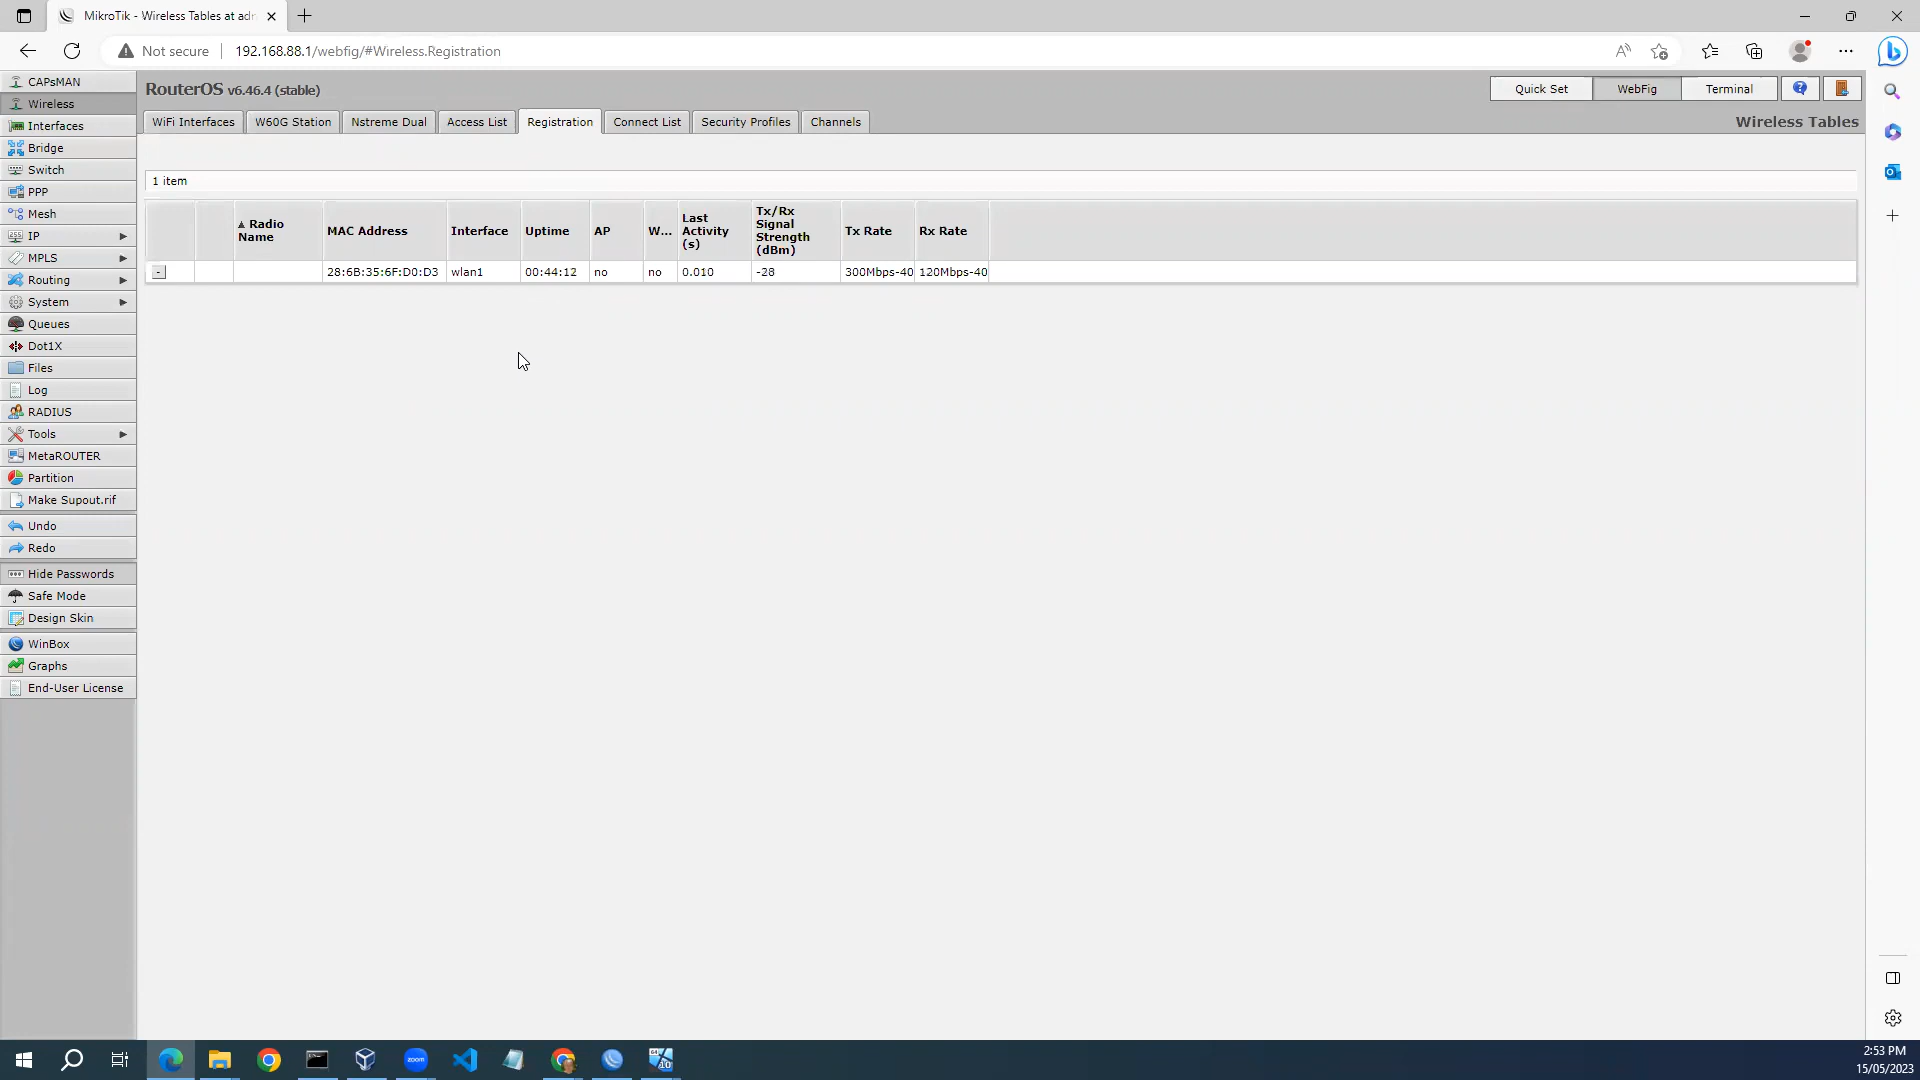 MikroTik - Wireless Tables at adr
Not secure
192.168.88.1/webfig/#Wireless.Registration
CAPsMAN
Wireless
Interfaces
Bridge
Switch
PPP
Mesh
IP
MPLS
Routing
System
Queues
Dot1X
Files
Log
RADIUS
Tools
MetaROUTER
Partition
Make Supout.rif
Undo
Redo
Hide Passwords
Safe Mode
Design Skin
WinBox
Graphs
End-User License
RouterOS v6.46.4 (stable)
Quick Set WebFig Terminal
WiFi Interfaces W60G Station Nstreme Dual Access List Registration Connect List Security Profiles Channels Wireless Tables
1 item
Radio Name MAC Address Interface Uptime AP W... Last Activity (s) Tx/Rx Signal Strength (dBm) Tx Rate Rx Rate
- 28:6B:35:6F:D0:D3 wlan1 00:44:12 no no 0.010 -28 300Mbps-40 120Mbps-40
zoom
64
10
2:53 PM
15/05/2023